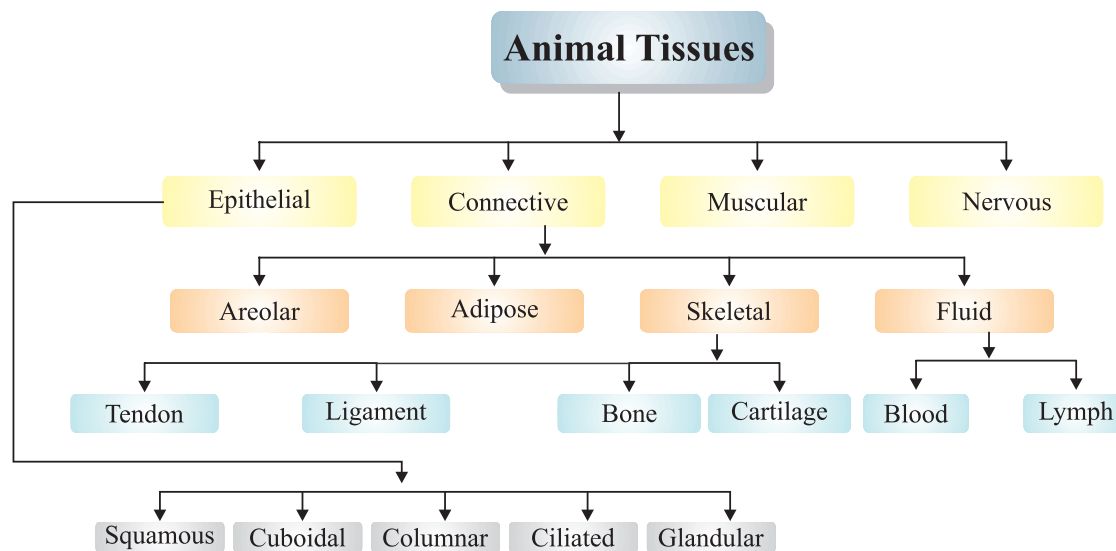 Animal Tissues
Epithelial
Connective
Muscular
Nervous
Areolar
Adipose
Skeletal
Fluid
Tendon
Ligament
Bone
Cartilage
Blood
Lymph
Squamous
Cuboidal
Columnar
Ciliated
Glandular